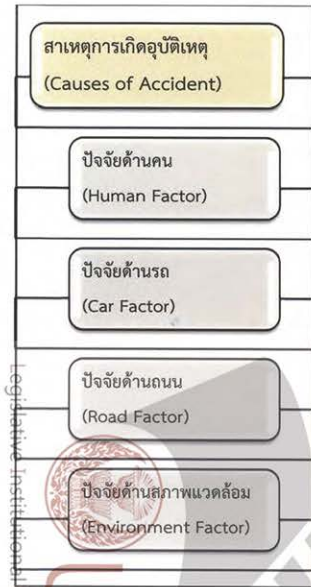 สาเหตุการเกิดอุบัติเหตุ
(Causes of Accident)
ปัจจัยด้านคน
(Human Factor)
ปัจจัยด้านรถ
(Car Factor)
ปัจจัยด้านถนน
(Road Factor)
ปัจจัยด้านสภาพแวดล้อม
(Environment Factor)
Legislative Institutional